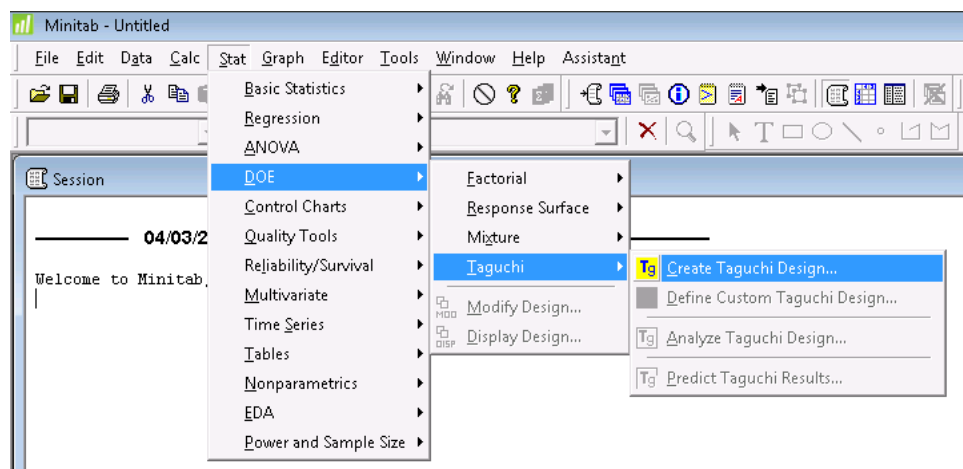 Minitab - Untitled
File Edit Data Calc Stat Graph Editor Tools Window Help Assistant
Basic Statistics
Regression
ANOVA
DOE
Control Charts
Quality Tools
Reliability/Survival
Multivariate
Time Series
Tables
Nonparametrics
EDA
Power and Sample Size
Factorial
Response Surface
Mixture
Taguchi
Modify Design...
Display Design...
Tg Create Taguchi Design...
Define Custom Taguchi Design...
Tg Analyze Taguchi Design...
Tg Predict Taguchi Results...
Session
04/03/2
Welcome to Minitab,